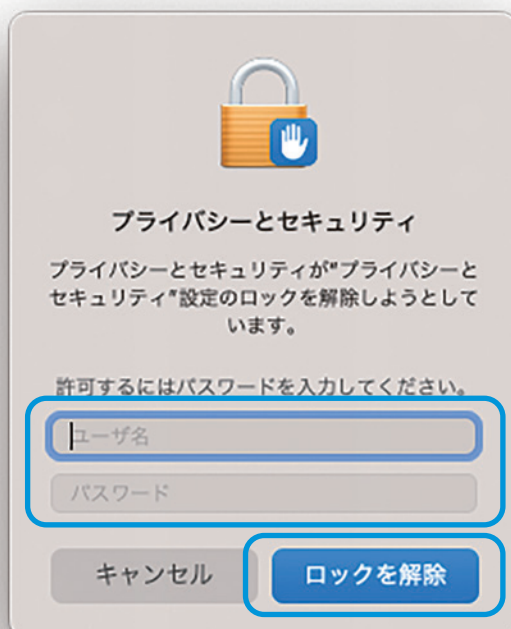 プライバシーとセキュリティ
プライバシーとセキュリティが"プライバシーと
セキュリティ"設定のロックを解除しようとして
います。
許可するにはパスワードを入力してください。
ユーザ名
パスワード
キャンセル
ロックを解除